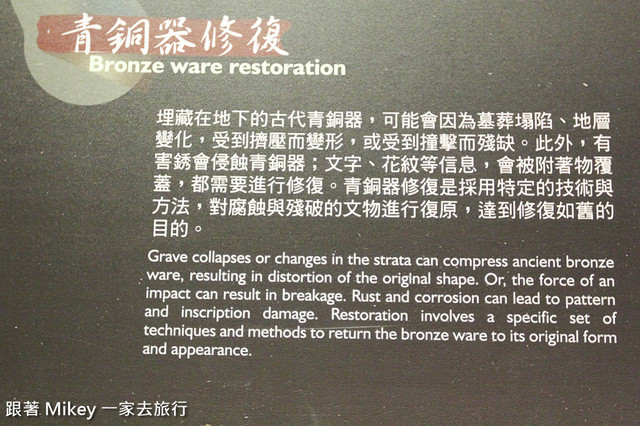 青銅器修復
Bronze ware restoration
埋藏在地下的古代青銅器，可能會因為墓葬塌陷、地層
變化，受到擠壓而變形，或受到撞擊而殘缺。此外，有
害銹會侵蝕青銅器；文字、花紋等信息，會被附著物覆
蓋，都需要進行修復。青銅器修復是採用特定的技術與
方法，對腐蝕與殘破的文物進行復原，達到修復如舊的
目的。
Grave collapses or changes in the strata can compress ancient bronze
ware, resulting in distortion of the original shape. Or, the force of an
impact can result in breakage. Rust and corrosion can lead to pattern
and inscription damage. Restoration involves a specific set of
techniques and methods to return the bronze ware to its original form
and appearance.
跟著 Mikey 一家去旅行